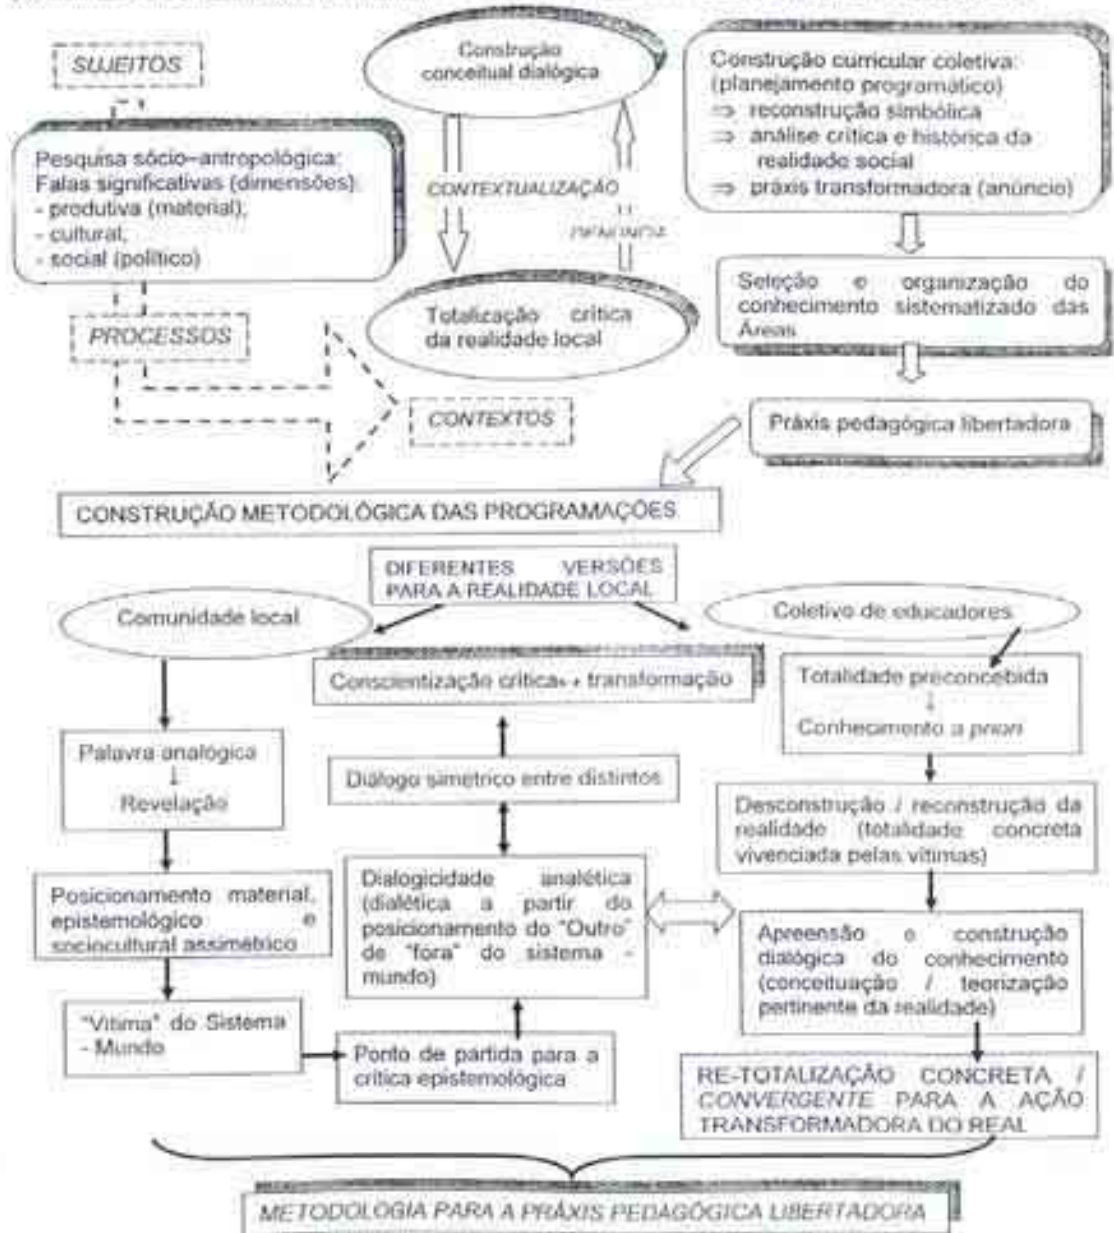 SUJEITOS
Pesquisa sócio-antropológica:
Falas significativas (dimensões)
- produtiva (material),
- cultural,
- social (político)
PROCESSOS
Construção
conceitual dialógica
CONTEXTUALIZAÇÃO
Totalização crítica
da realidade local
CONTEXTOS
Construção curricular coletiva:
(planejamento programático)
⇒ reconstrução simbólica
⇒ análise crítica e histórica da
realidade social
⇒ práxis transformadora (anúncio)
Seleção e organização do
conhecimento sistematizado das
Áreas
Práxis pedagógica libertadora
CONSTRUÇÃO METODOLÓGICA DAS PROGRAMAÇÕES
DIFERENTES VERSÕES
PARA A REALIDADE LOCAL
Comunidade local
Palavra analógica
↓
Revelação
Posicionamento material,
epistemológico e
sociocultural assimétrico
"Vítima" do Sistema
- Mundo
Ponto de partida para a
crítica epistemológica
Dialogicidade analética
(dialética a partir do
posicionamento do "Outro"
de "fora" do sistema -
mundo)
Diálogo simétrico entre distintos
Conscientização crítica transformação
Coletivo de educadores
Totalidade preconcebida
↓
Conhecimento a priori
Desconstrução / reconstrução da
realidade (totalidade concreta
vivenciada pelas vítimas)
Apreensão e construção
dialógica do conhecimento
(conceituação / teorização
pertinente da realidade)
RE-TOTALIZAÇÃO CONCRETA /
CONVERGENTE PARA A AÇÃO
TRANSFORMADORA DO REAL
METODOLOGIA PARA A PRÁXIS PEDAGÓGICA LIBERTADORA